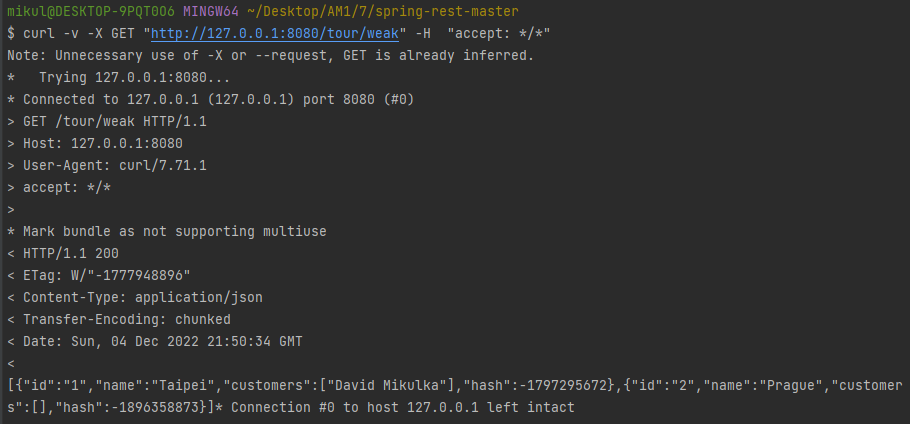 mikul@DESKTOP-9PQT0O6 MINGW64 ~/Desktop/AM1/7/spring-rest-master
$ curl -v -X GET "http://127.0.0.1:8080/tour/weak" -H  "accept: */*"
Note: Unnecessary use of -X or --request, GET is already inferred.
*   Trying 127.0.0.1:8080...
* Connected to 127.0.0.1 (127.0.0.1) port 8080 (#0)
> GET /tour/weak HTTP/1.1
> Host: 127.0.0.1:8080
> User-Agent: curl/7.71.1
> accept: */*
>
* Mark bundle as not supporting multiuse
< HTTP/1.1 200
< ETag: W/"-1777948896"
< Content-Type: application/json
< Transfer-Encoding: chunked
< Date: Sun, 04 Dec 2022 21:50:34 GMT
<
[{"id":"1","name":"Taipei","customers":["David Mikulka"],"hash":-1797295672},{"id":"2","name":"Prague","customer
s":[],"hash":-1896358873}]* Connection #0 to host 127.0.0.1 left intact